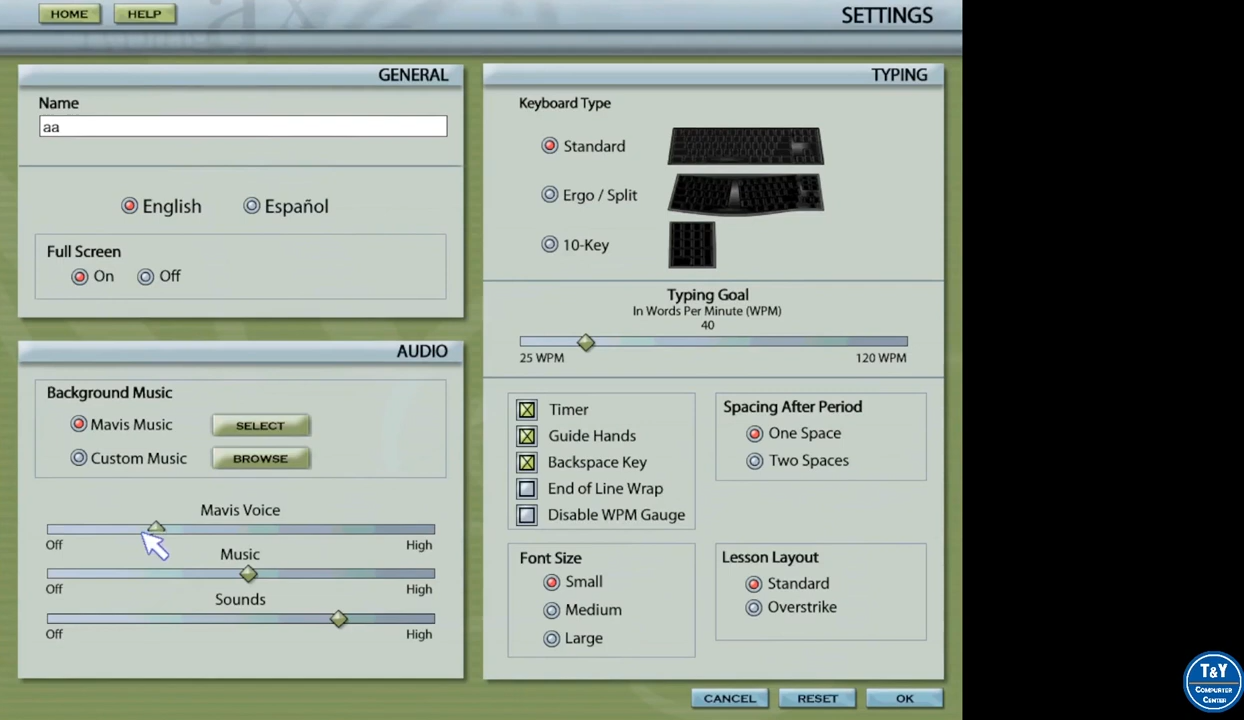 HOME
HELP
SETTINGS
GENERAL
Name
aa
English
Español
Full Screen
On
Off
AUDIO
Background Music
Mavis Music
SELECT
Custom Music
BROWSE
Mavis Voice
Off
High
Music
Off
High
Sounds
Off
High
TYPING
Keyboard Type
Standard
Ergo / Split
10-Key
Typing Goal
In Words Per Minute (WPM)
40
25 WPM
120 WPM
Timer
Guide Hands
Backspace Key
End of Line Wrap
Disable WPM Gauge
Spacing After Period
One Space
Two Spaces
Font Size
Small
Medium
Large
Lesson Layout
Standard
Overstrike
CANCEL
RESET
OK
T&Y
COMPURTER
CENTER